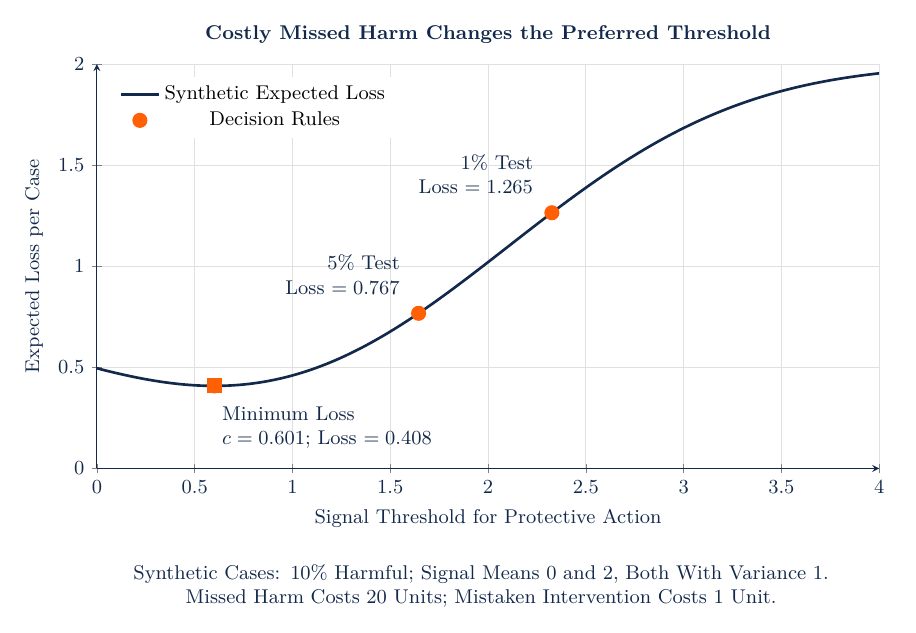 Costly Missed Harm Changes the Preferred Threshold
Synthetic Expected Loss
Decision Rules
1% Test
Loss = 1.265
5% Test
Loss = 0.767
Minimum Loss
c = 0.601; Loss = 0.408
Expected Loss per Case
2
1.5
1
0.5
0
0
0.5
1
1.5
2
2.5
3
3.5
4
Signal Threshold for Protective Action
Synthetic Cases: 10% Harmful; Signal Means 0 and 2, Both With Variance 1.
Missed Harm Costs 20 Units; Mistaken Intervention Costs 1 Unit.